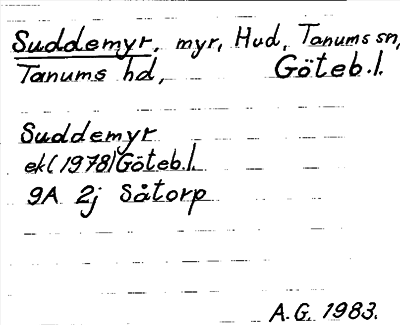 Suddemyr, myr, Hud, Tanums sn,
Tanums hd, Göteb.l.
Suddemyr
ek(1978)Göteb.l.
9A 2j Såtorp
A.G. 1983.